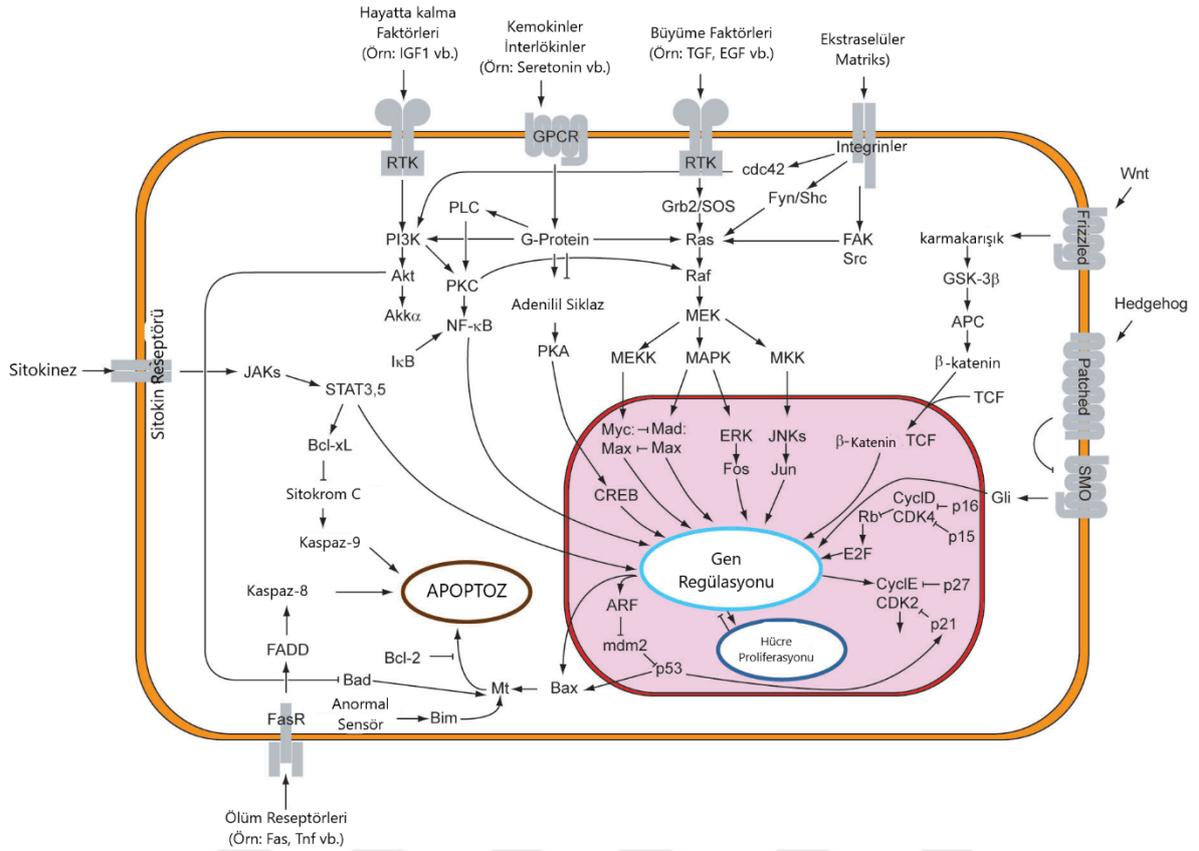 Hayatta kalma
Faktörleri
(Örn: IGF1 vb.)
Kemokinler
İnterlökinler
(Örn: Seretonin vb.)
Büyüme Faktörleri
(Örn: TGF, EGF vb.)
Ekstraselüler
Matriks)
RTK
GPCR
RTK
Integrinler
cdc42
Fyn/Shc
Grb2/SOS
PLC
PI3K
G-Protein
Ras
FAK
Src
Akt
PKC
Raf
Akkα
NF-κB
IκB
Adenilil Siklaz
PKA
MEK
MEKK
MAPK
MKK
Wnt
Frizzled
karmakarışık
GSK-3β
APC
β-katenin
TCF
Hedgehog
Patched
SMO
Gli
Sitokinez
Sitokin Reseptörü
JAKs
STAT3,5
Bcl-xL
Sitokrom C
Kaspaz-9
Kaspaz-8
APOPTOZ
FADD
FasR
Bcl-2
Bad
Anormal
Sensör
Bim
Mt
Bax
Ölüm Reseptörleri
(Örn: Fas, Tnf vb.)
Myc: Mad:
Max Max
ERK
JNKs
Fos
Jun
CREB
β-Katenin TCF
CyclD
CDK4
p16
p15
Rb
E2F
Gen
Regülasyonu
CyclE
CDK2
p27
p21
ARF
mdm2
p53
Hücre
Proliferasyonu